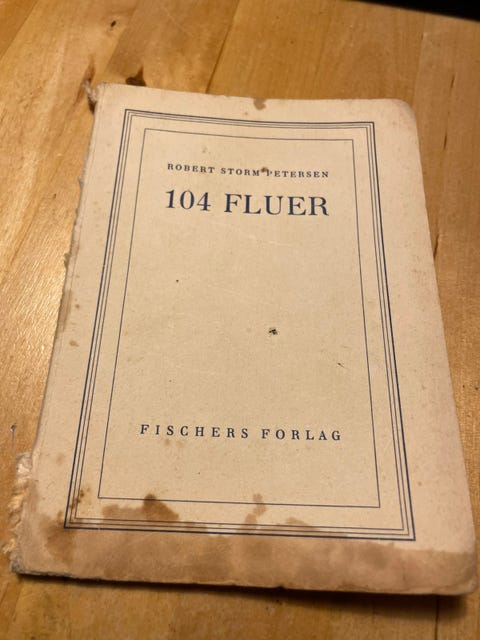 ROBERT STORM PETERSEN
104 FLUER
FISCHERS FORLAG